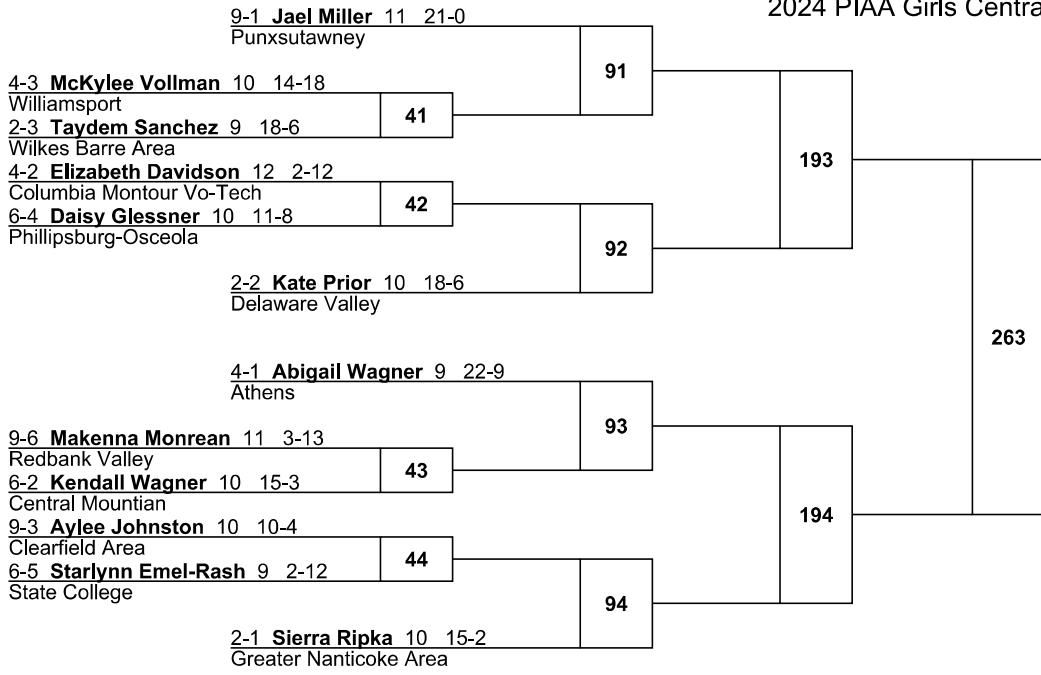 2024 PIAA Girls Centra
9-1 Jael Miller 11 21-0
Punxsutawney
91
4-3 McKylee Vollman 10 14-18
Williamsport
41
2-3 Taydem Sanchez 9 18-6
Wilkes Barre Area
193
4-2 Elizabeth Davidson 12 2-12
Columbia Montour Vo-Tech
42
6-4 Daisy Glessner 10 11-8
Phillipsburg-Osceola
92
2-2 Kate Prior 10 18-6
Delaware Valley
263
4-1 Abigail Wagner 9 22-9
Athens
93
9-6 Makenna Monrean 11 3-13
Redbank Valley
43
6-2 Kendall Wagner 10 15-3
Central Mountian
194
9-3 Aylee Johnston 10 10-4
Clearfield Area
44
6-5 Starlynn Emel-Rash 9 2-12
State College
94
2-1 Sierra Ripka 10 15-2
Greater Nanticoke Area